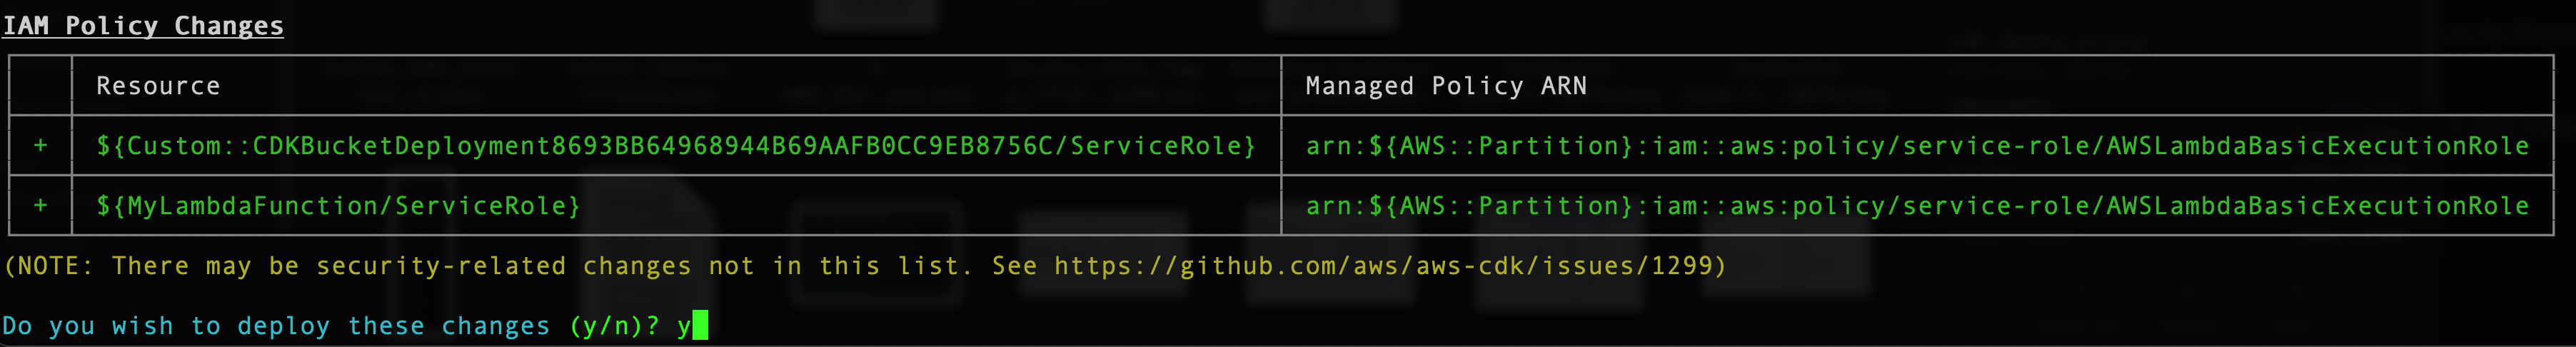 IAM Policy Changes
Resource Managed Policy ARN
+ ${Custom::CDKBucketDeployment8693BB64968944B69AAFB0CC9EB8756C/ServiceRole} arn:${AWS::Partition}:iam::aws:policy/service-role/AWSLambdaBasicExecutionRole
+ ${MyLambdaFunction/ServiceRole} arn:${AWS::Partition}:iam::aws:policy/service-role/AWSLambdaBasicExecutionRole
(NOTE: There may be security-related changes not in this list. See https://github.com/aws/aws-cdk/issues/1299)
Do you wish to deploy these changes (y/n)? y